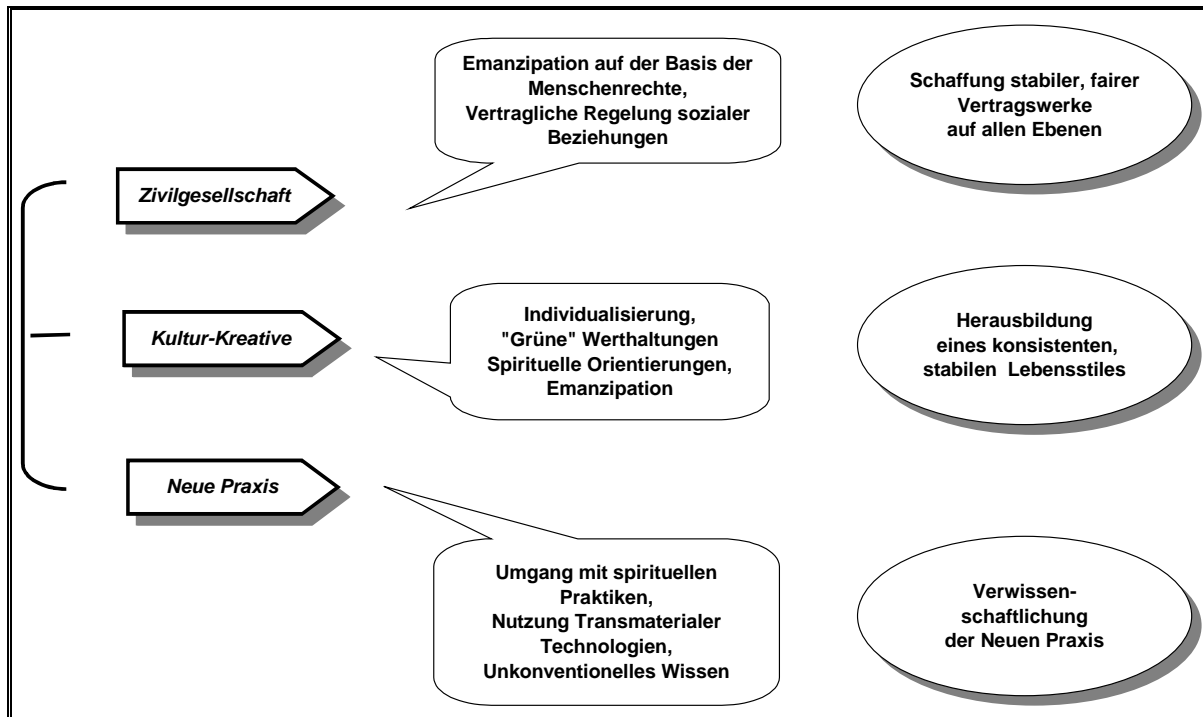 Emanzipation auf der Basis der
Menschenrechte,
Vertragliche Regelung sozialer
Beziehungen
Schaffung stabiler, fairer
Vertragswerke
auf allen Ebenen
Zivilgesellschaft
Kultur-Kreative
Individualisierung,
"Grüne" Werthaltungen
Spirituelle Orientierungen,
Emanzipation
Herausbildung
eines konsistenten,
stabilen Lebensstiles
Neue Praxis
Umgang mit spirituellen
Praktiken,
Nutzung Transmaterialer
Technologien,
Unkonventionelles Wissen
Verwissen-
schaftlichung
der Neuen Praxis